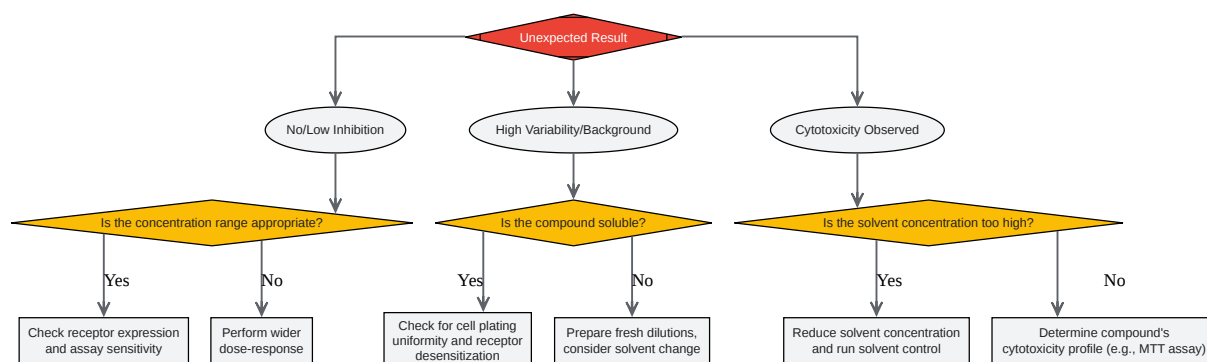 Unexpected Result
No/Low Inhibition
High Variability/Background
Cytotoxicity Observed
Is the concentration range appropriate?
Is the compound soluble?
Is the solvent concentration too high?
Yes
No
Yes
No
Yes
No
Check receptor expression
and assay sensitivity
Perform wider
dose-response
Check for cell plating
uniformity and receptor
desensitization
Prepare fresh dilutions,
consider solvent change
Reduce solvent concentration
and run solvent control
Determine compound's
cytotoxicity profile (e.g., MTT assay)